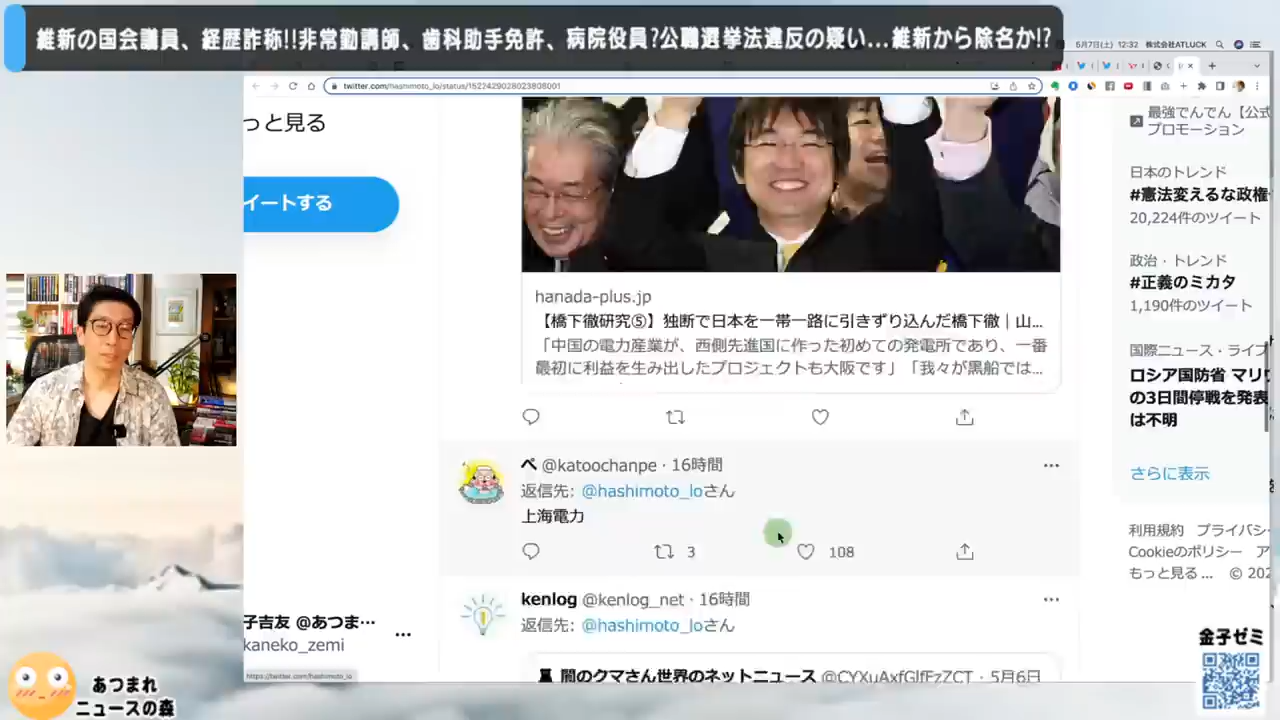 維新の国会議員、経歴詐称!!非常勤講師、歯科助手免許、病院役員?公職選挙法違反の疑い...維新から除名か!?
5月7日(土) 12:32 株式会社ATLUCK
twitter.com/hashimoto_lo/status/1522429028023808001
っと見る
イートする
hanada-plus.jp
【橋下徹研究⑤】独断で日本を一帯一路に引きずり込んだ橋下徹｜山...
「中国の電力産業が、西側先進国に作った初めての発電所であり、一番
最初に利益を生み出したプロジェクトも大阪です」「我々が黒船では...
ペ @katoochanpe · 16時間
返信先: @hashimoto_loさん
上海電力
3
108
kenlog @kenlog_net · 16時間
返信先: @hashimoto_loさん
闇のクマさん世界のネットニュース @CYXuAxfGlfFzZCT · 5月6日
最強でんでん【公式
プロモーション
日本のトレンド
#憲法変えるな政権
20,224件のツイート
政治・トレンド
#正義のミカタ
1,190件のツイート
国際ニュース・ライブ
ロシア国防省 マリウ
の3日間停戦を発表
は不明
さらに表示
利用規約 プライバシ
Cookieのポリシー ア
もっと見る ... © 202
子吉友 @あつま…
kaneko_zemi
https://twitter.com/hashimoto_lo
あつまれ
ニュースの森
金子ゼミ